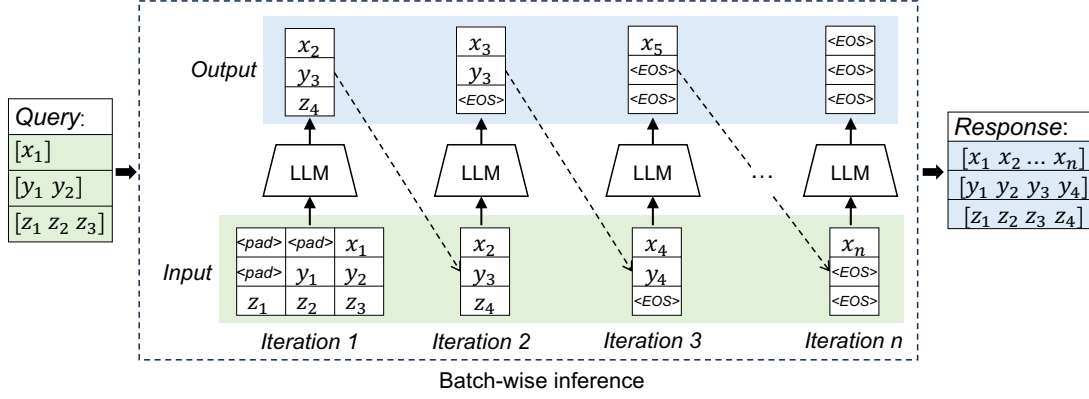 Query:
[x₁]
[y₁ y₂]
[z₁ z₂ z₃]
Output
x₂
y₃
z₄
x₃
y₃
<EOS>
x₅
<EOS>
<EOS>
<EOS>
<EOS>
<EOS>
LLM
LLM
LLM
...
LLM
Input
<pad> <pad> x₁
<pad> y₁ y₂
z₁ z₂ z₃
x₂
y₃
z₄
x₄
y₄
<EOS>
xₙ
<EOS>
<EOS>
Iteration 1
Iteration 2
Iteration 3
Iteration n
Batch-wise inference
Response:
[x₁ x₂ ... xₙ]
[y₁ y₂ y₃ y₄]
[z₁ z₂ z₃ z₄]